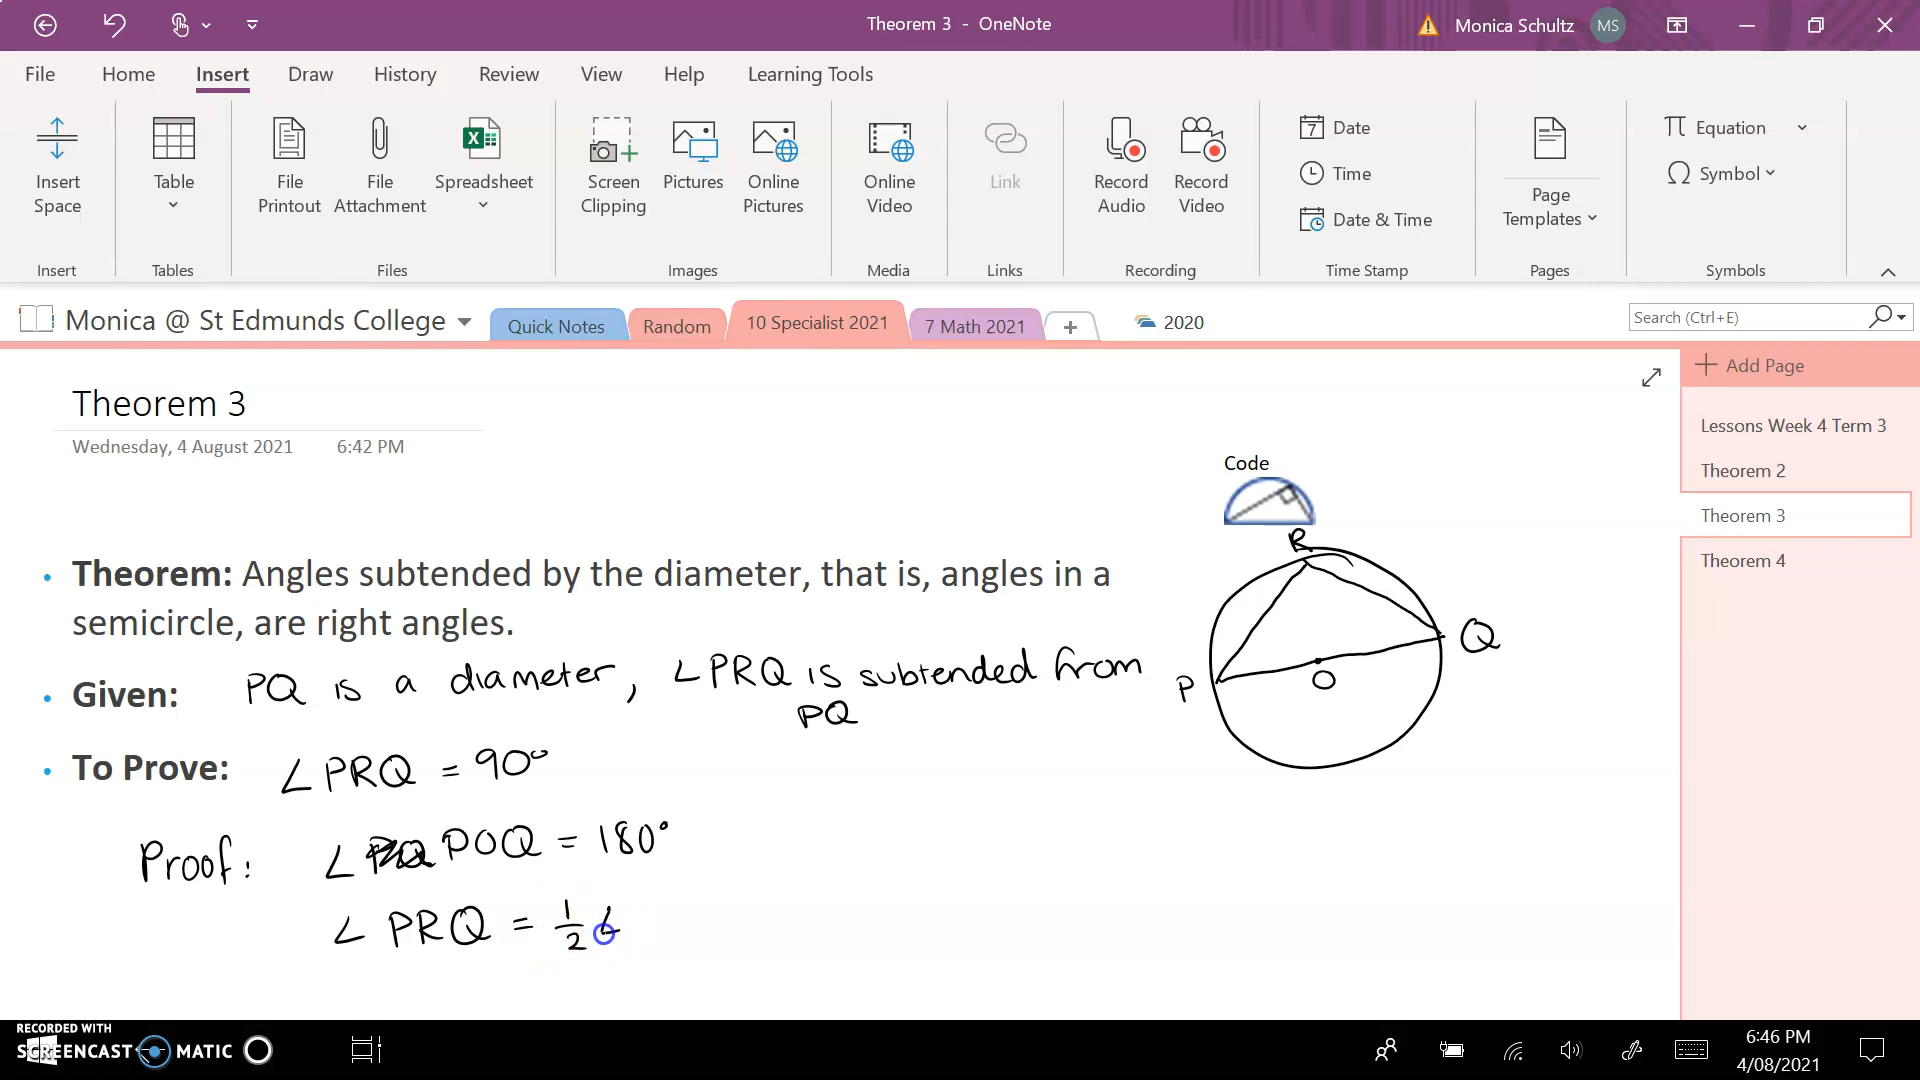 Theorem 3 - OneNote
Monica Schultz MS
File Home Insert Draw History Review View Help Learning Tools
Insert Space
Table
File Printout
File Attachment
Spreadsheet
Screen Clipping
Pictures
Online Pictures
Online Video
Link
Record Audio
Record Video
Date
Time
Date & Time
Page Templates
Equation
Symbol
Insert Tables Files Images Media Links Recording Time Stamp Pages Symbols
Monica @ St Edmunds College
Quick Notes Random 10 Specialist 2021 7 Math 2021 + 2020
Search (Ctrl+E)
Add Page
Lessons Week 4 Term 3
Theorem 2
Theorem 3
Theorem 4
Theorem 3
Wednesday, 4 August 2021 6:42 PM
Code
R
Q
P
O
• Theorem: Angles subtended by the diameter, that is, angles in a
semicircle, are right angles.
• Given: PQ is a diameter, ∠PRQ is subtended from
PQ
• To Prove: ∠PRQ = 90°
Proof: ∠ POQ = 180°
∠ PRQ = 1/2 ∠
RECORDED WITH
SCREENCAST MATIC
6:46 PM
4/08/2021